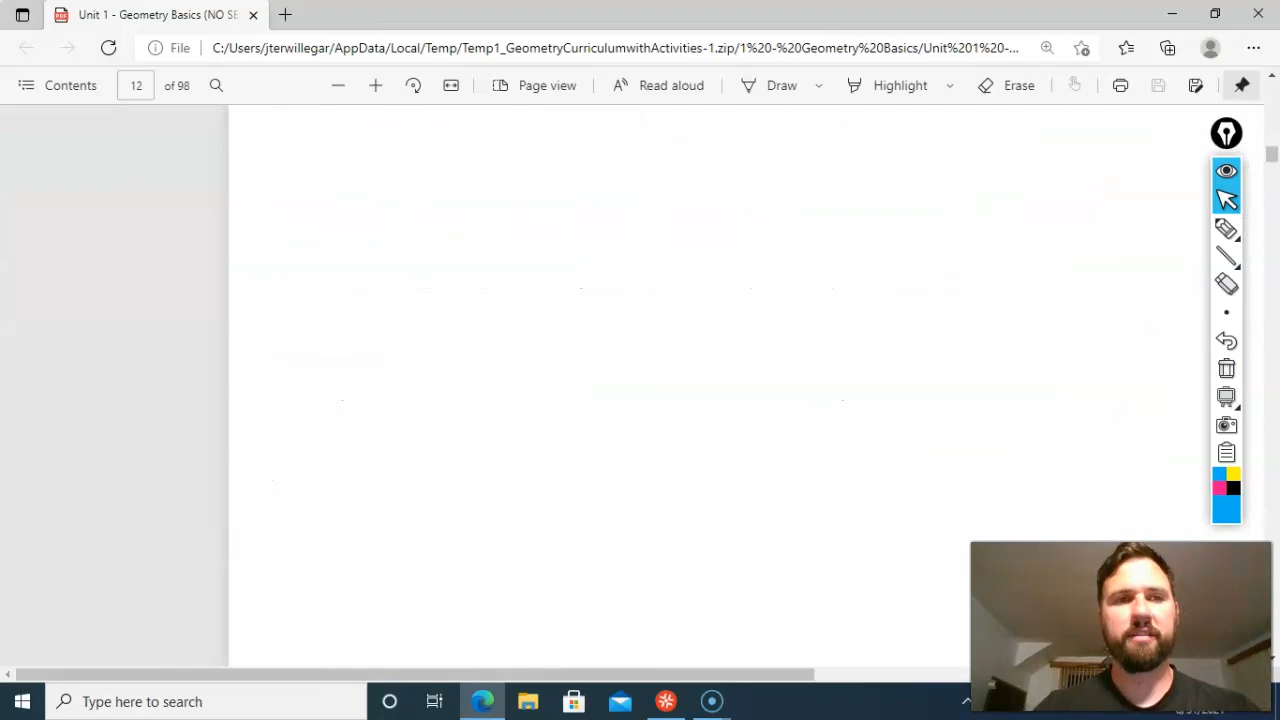 Unit 1 - Geometry Basics (NO SE
File
C:/Users/jterwillegar/AppData/Local/Temp/Temp1_GeometryCurriculumwithActivities-1.zip/1%20-%20Geometry%20Basics/Unit%201%20-...
Contents
12
of 98
Page view
Read aloud
Draw
Highlight
Erase
Type here to search